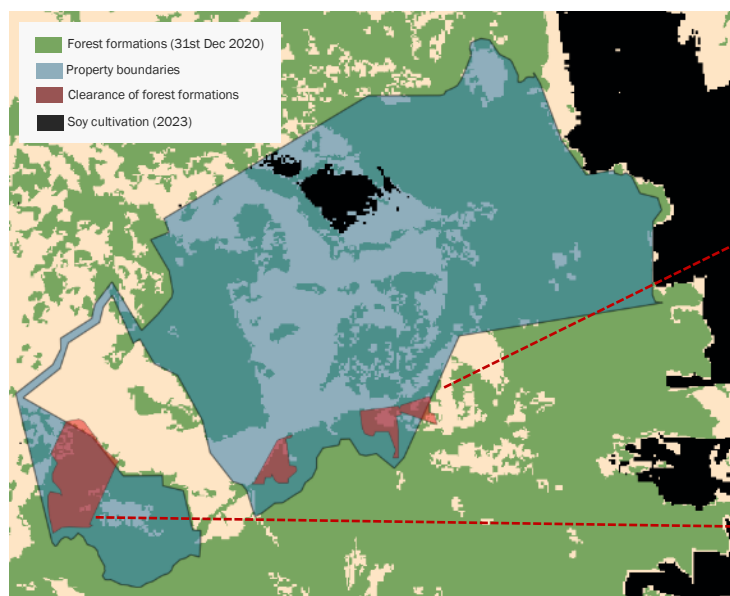 Forest formations (31st Dec 2020)
Property boundaries
Clearance of forest formations
Soy cultivation (2023)